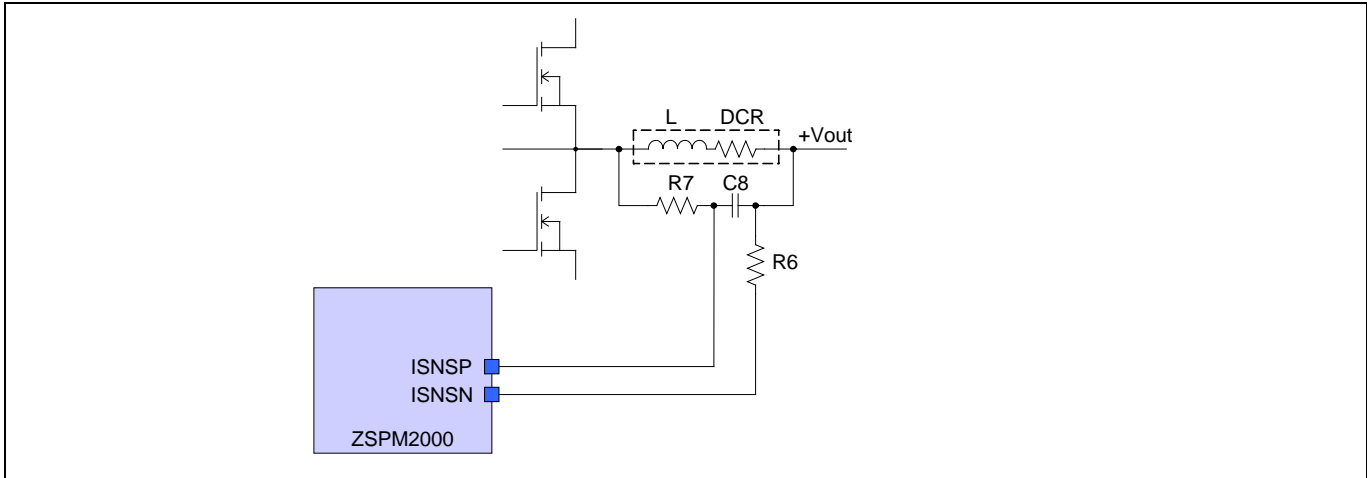 L
DCR
+Vout
R7
C8
R6
ISNSP
ISNSN
ZSPM2000